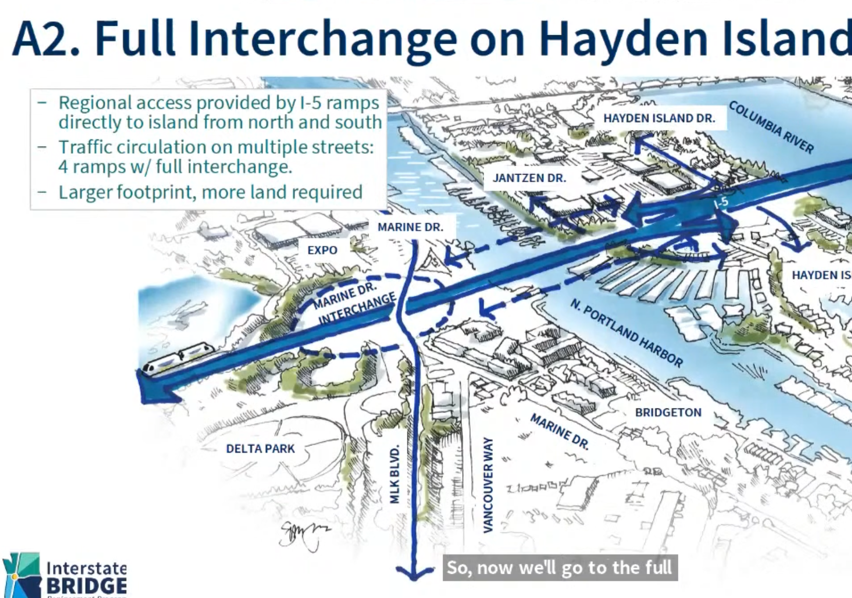 A2. Full Interchange on Hayden Island
– Regional access provided by I-5 ramps
directly to island from north and south
– Traffic circulation on multiple streets:
4 ramps w/ full interchange.
– Larger footprint, more land required
HAYDEN ISLAND DR.
COLUMBIA RIVER
JANTZEN DR.
I-5
MARINE DR.
EXPO
HAYDEN IS
MARINE DR.
INTERCHANGE
N. PORTLAND HARBOR
BRIDGETON
MARINE DR.
DELTA PARK
MLK BLVD.
VANCOUVER WAY
So, now we'll go to the full
Interstate
BRIDGE